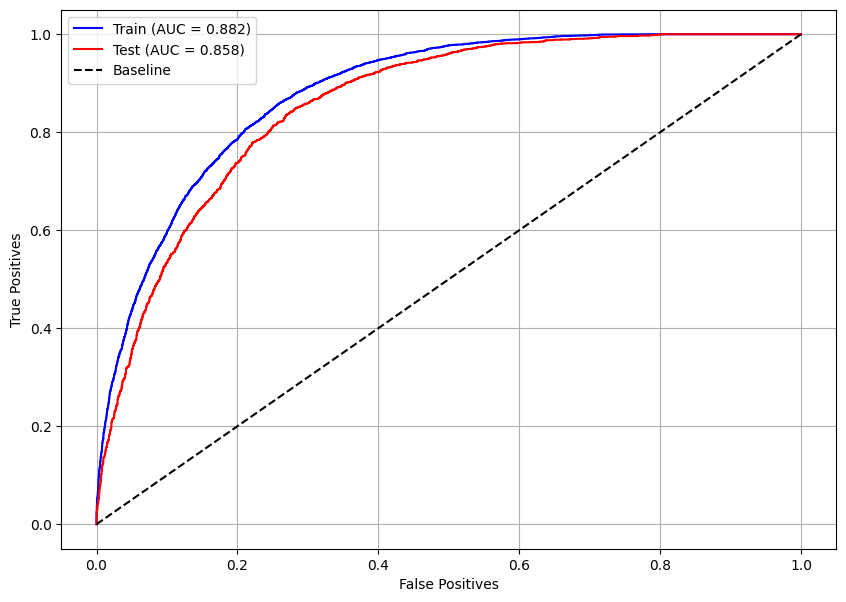 Train (AUC = 0.882)
Test (AUC = 0.858)
Baseline
1.0
0.8
0.6
0.4
0.2
0.0
True Positives
0.0 0.2 0.4 0.6 0.8 1.0
False Positives